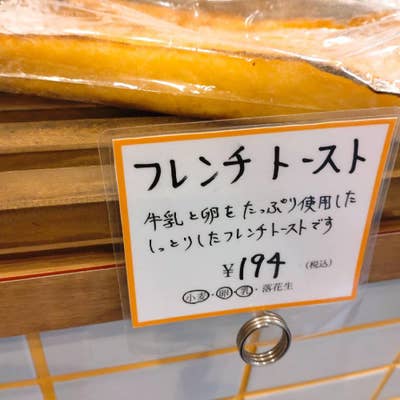 フレンチトースト
牛乳と卵をたっぷり使用した
しっとりしたフレンチトーストです
¥194 (税込)
小麦・卵・乳・落花生